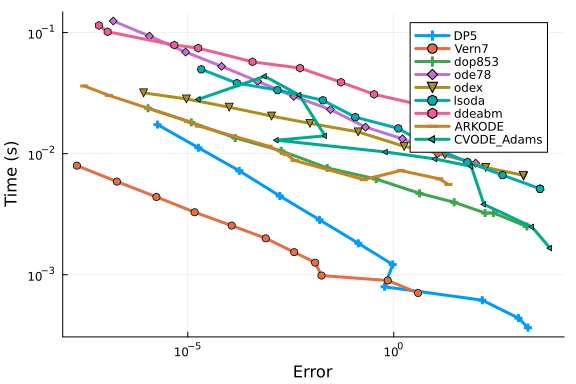 10⁻¹
10⁻²
10⁻³
Time (s)
DP5
Vern7
dop853
ode78
odex
lsoda
ddeabm
ARKODE
CVODE_Adams
10⁻⁵
10⁰
Error